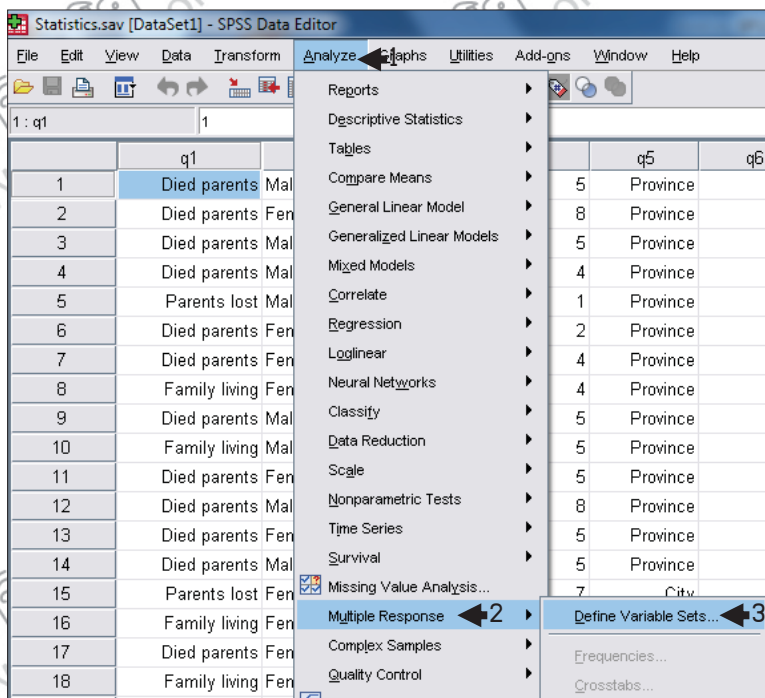 Statistics.sav [DataSet1] - SPSS Data Editor
File Edit View Data Transform Analyze 1 Graphs Utilities Add-ons Window Help
1 : q1 1
q1 q5 q6
1 Died parents Mal 5 Province
2 Died parents Fen 8 Province
3 Died parents Mal 5 Province
4 Died parents Mal 4 Province
5 Parents lost Mal 1 Province
6 Died parents Fen 2 Province
7 Died parents Fen 4 Province
8 Family living Fen 4 Province
9 Died parents Mal 5 Province
10 Family living Mal 5 Province
11 Died parents Fen 5 Province
12 Died parents Mal 8 Province
13 Died parents Fen 5 Province
14 Died parents Mal 5 Province
15 Parents lost Fen 7 City
16 Family living Fen
17 Died parents Fen
18 Family living Fen
Reports
Descriptive Statistics
Tables
Compare Means
General Linear Model
Generalized Linear Models
Mixed Models
Correlate
Regression
Loglinear
Neural Networks
Classify
Data Reduction
Scale
Nonparametric Tests
Time Series
Survival
Missing Value Analysis...
Multiple Response 2
Complex Samples
Quality Control
Define Variable Sets... 3
Frequencies...
Crosstabs...